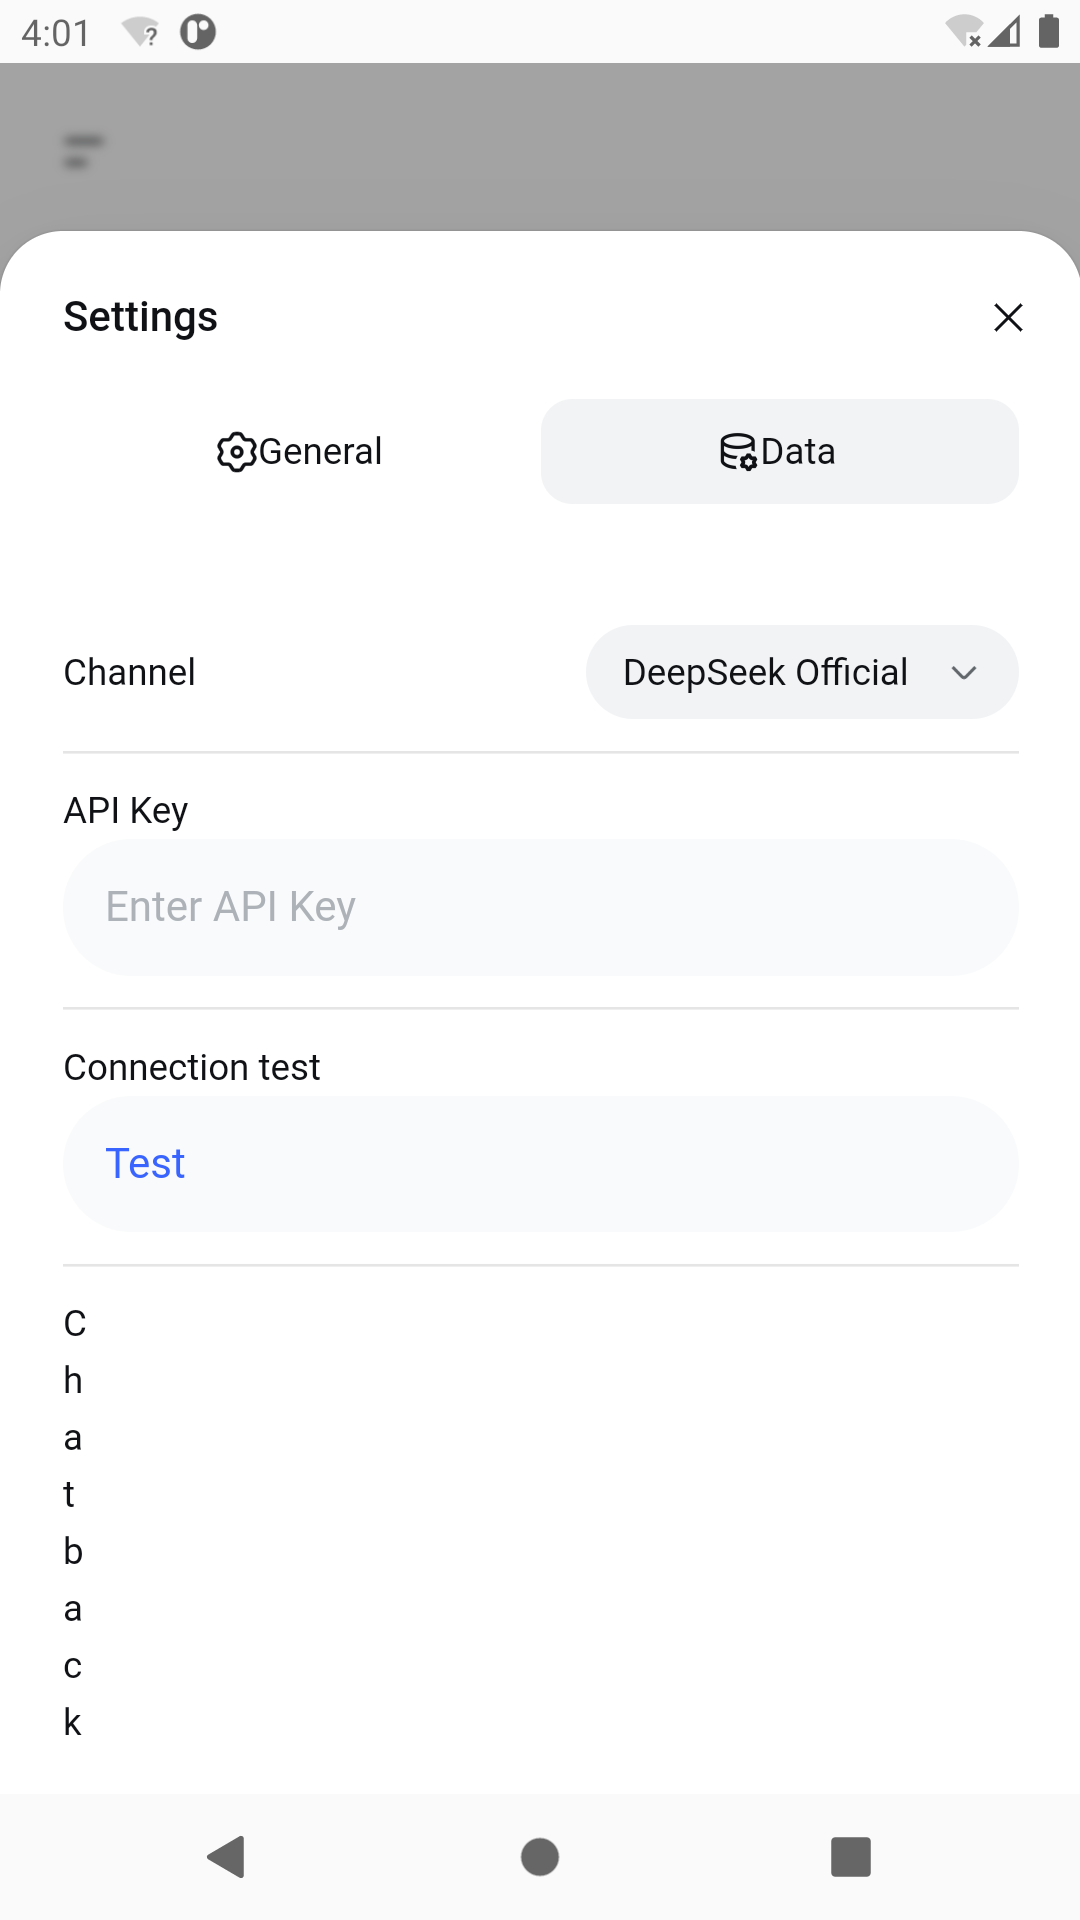 4:01
Settings
General
Data
Channel
DeepSeek Official
API Key
Enter API Key
Connection test
Test
C
h
a
t
b
a
c
k